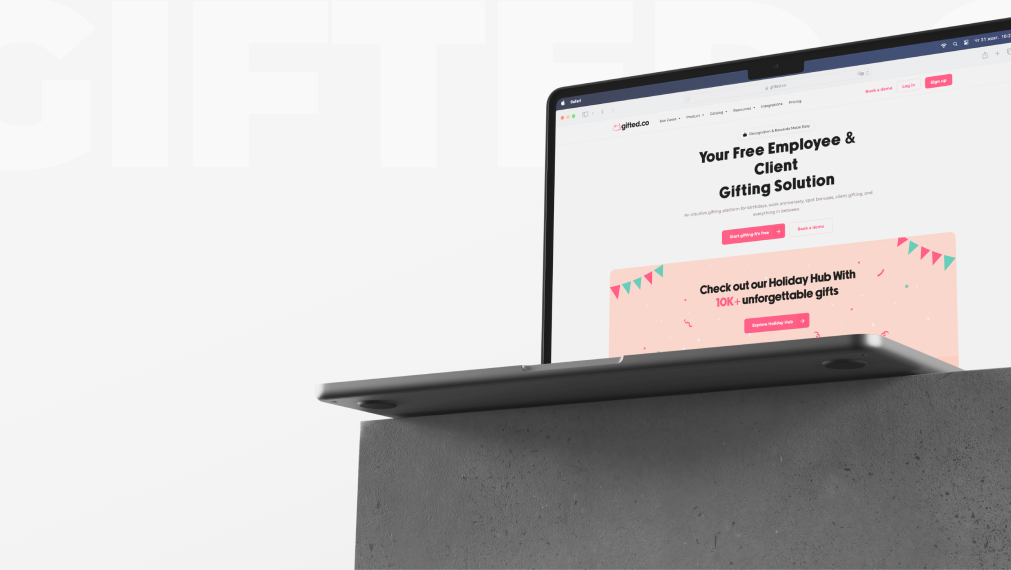 GIFTED
Safari
gifted.co
gifted.co
Product
Catalog
Resources
Integrations
Pricing
Book a demo
Log in
Sign up
Recognition & Rewards Made Easy
Your Free Employee &
Client
Gifting Solution
An intuitive gifting platform for birthdays, work anniversary, spot bonuses, client gifting, and
everything in between.
Start gifting it's free
Book a demo
Check out our Holiday Hub With
10K+ unforgettable gifts
Explore Holiday Hub